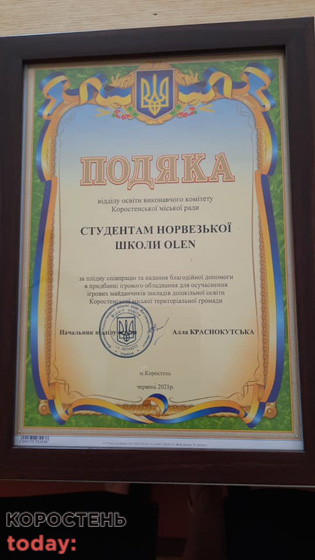 ПОДЯКА
відділу освіти виконавчого комітету
Коростенської міської ради
СТУДЕНТАМ НОРВЕЗЬКОЇ
ШКОЛИ OLEN
за плідну співпрацю та надання благодійної допомоги
в придбанні ігрового обладнання для осучаснення
ігрових майданчиків закладів дошкільної освіти
Коростенської міської територіальної громади
Начальник відділу
Алла КРАСНОКУТСЬКА
м.Коростень
червень 2021р.
КОРОСТЕНЬ
today: